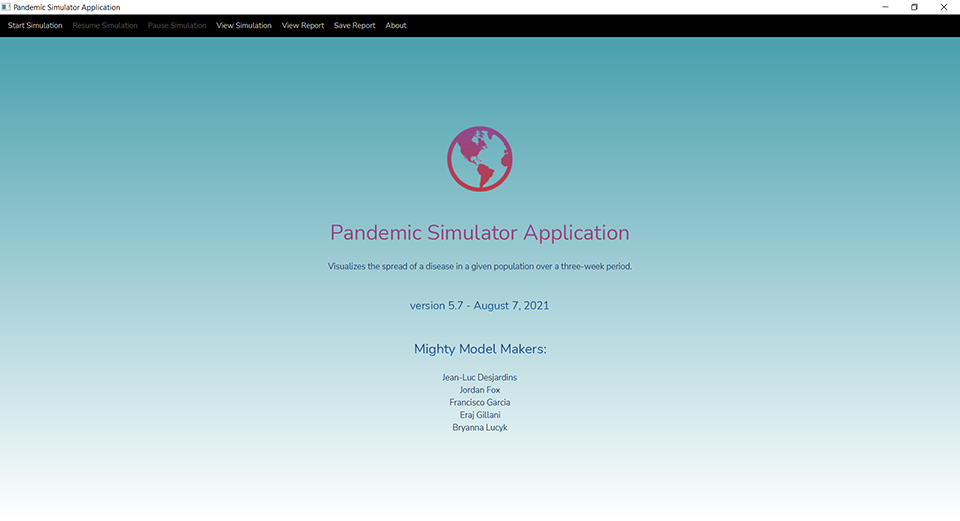 Pandemic Simulator Application
Start Simulation Resume Simulation Pause Simulation View Simulation View Report Save Report About
Pandemic Simulator Application
Visualizes the spread of a disease in a given population over a three-week period.
version 5.7 - August 7, 2021
Mighty Model Makers:
Jean-Luc Desjardins
Jordan Fox
Francisco Garcia
Eraj Gillani
Bryanna Lucyk